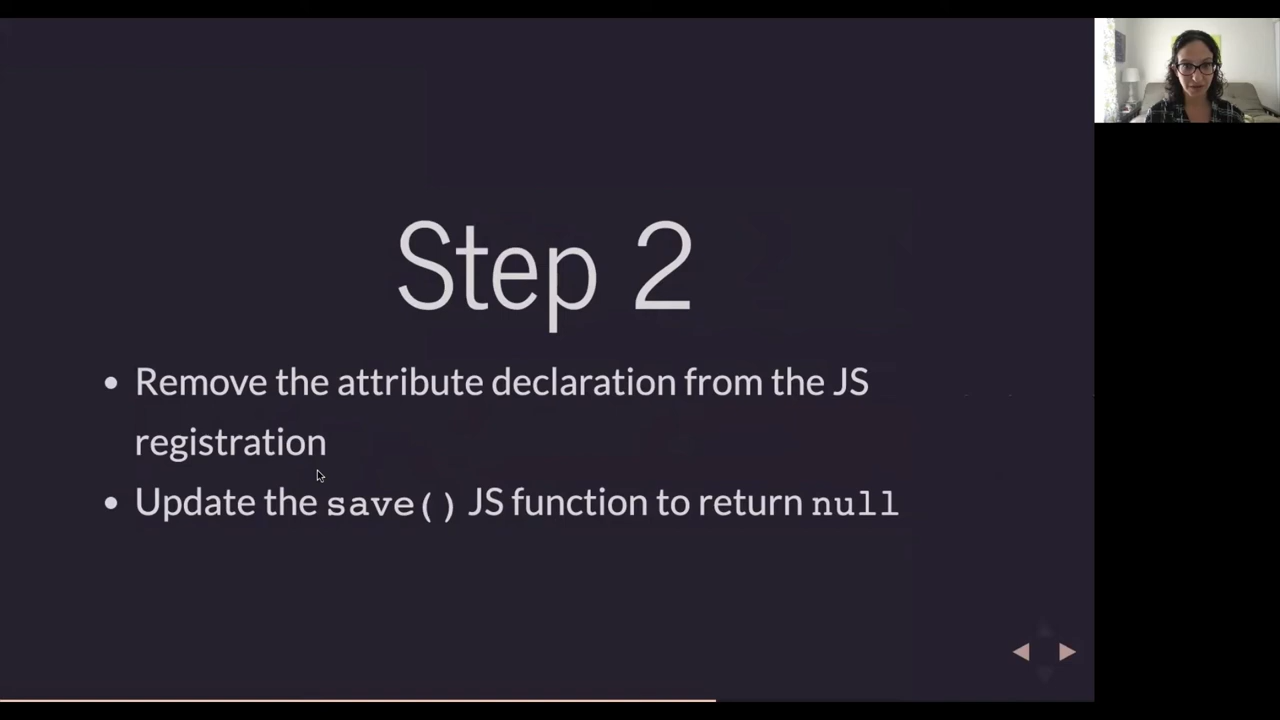 Step 2
• Remove the attribute declaration from the JS
registration
• Update the save() JS function to return null